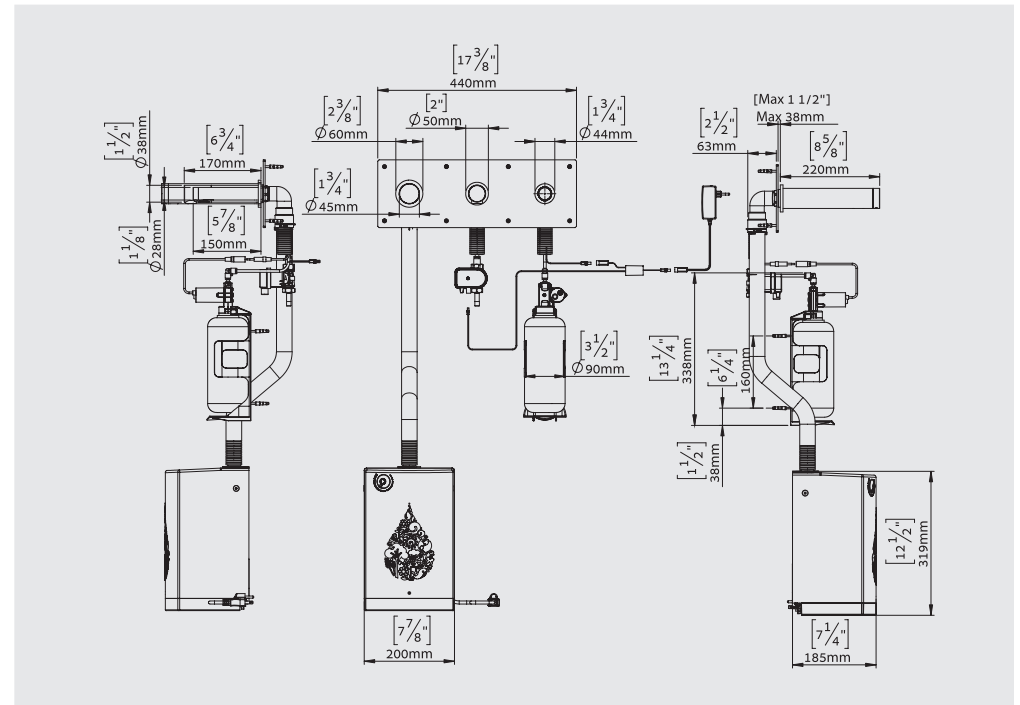 [17 3/8"]
440mm
[2 3/8"]
Ø60mm
[2"]
Ø50mm
[1 3/4"]
Ø44mm
[1 3/4"]
Ø45mm
[1 1/2"]
Ø38mm
[6 3/4"]
170mm
[5 7/8"]
150mm
[1 1/8"]
Ø28mm
[2 1/2"]
63mm
[Max 1 1/2"]
Max 38mm
[8 5/8"]
220mm
[3 1/2"]
Ø90mm
[13 1/4"]
338mm
[6 1/4"]
160mm
[1 1/2"]
38mm
[12 1/2"]
319mm
[7 7/8"]
200mm
[7 1/4"]
185mm